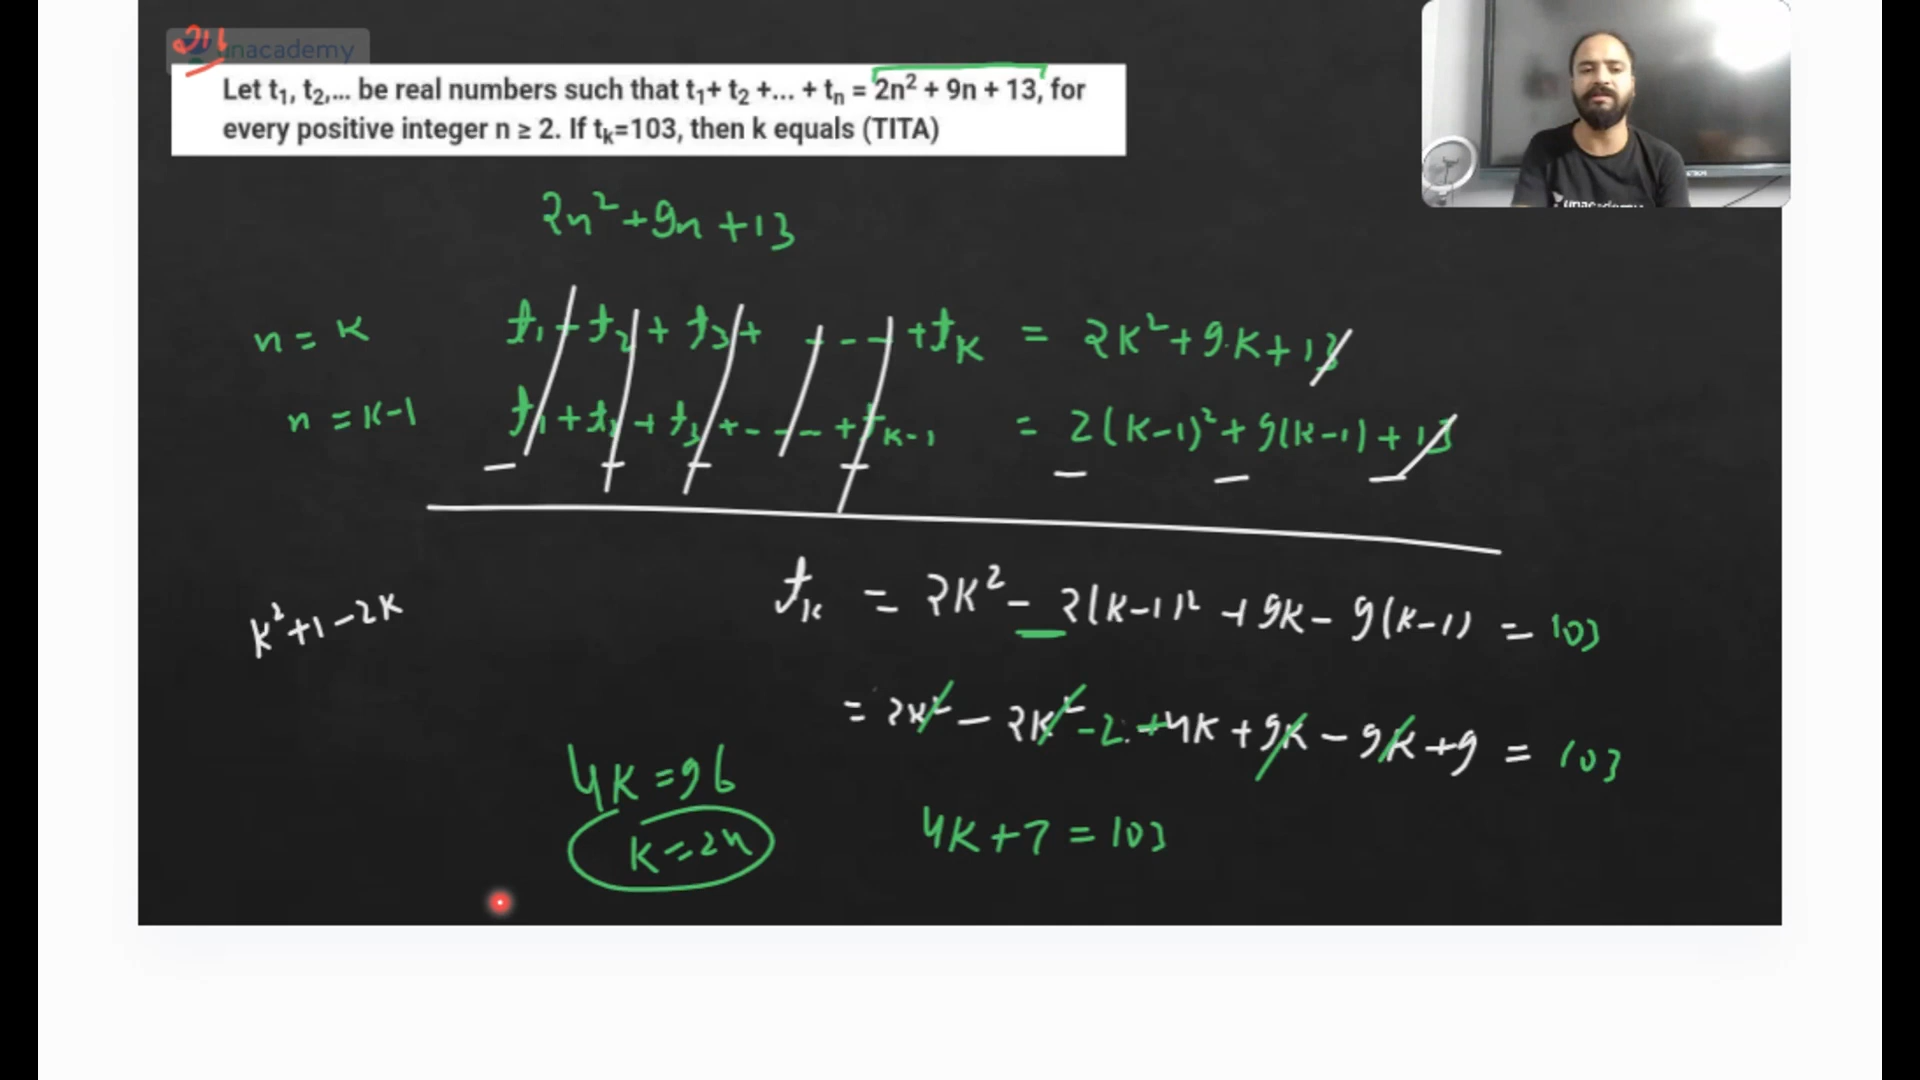 unacademy
Let t₁, t₂,... be real numbers such that t₁+ t₂ +... + tₙ = 2n² + 9n + 13, for
every positive integer n ≥ 2. If tₖ=103, then k equals (TITA)
2n² + 9n + 13
n = K t₁ + t₂ + t₃ + - - - + tK = 2K² + 9.K + 13
n = K-1 t₁ + t₂ + t₃ + - - - + tK-1 = 2(K-1)² + 9(K-1) + 13
tK = 2K² - 2(K-1)² + 9K - 9(K-1) = 103
K² + 1 - 2K
= 2K² - 2K² - 2 + 4K + 9K - 9K + 9 = 103
4K = 96
4K + 7 = 103
K = 24
unacademy